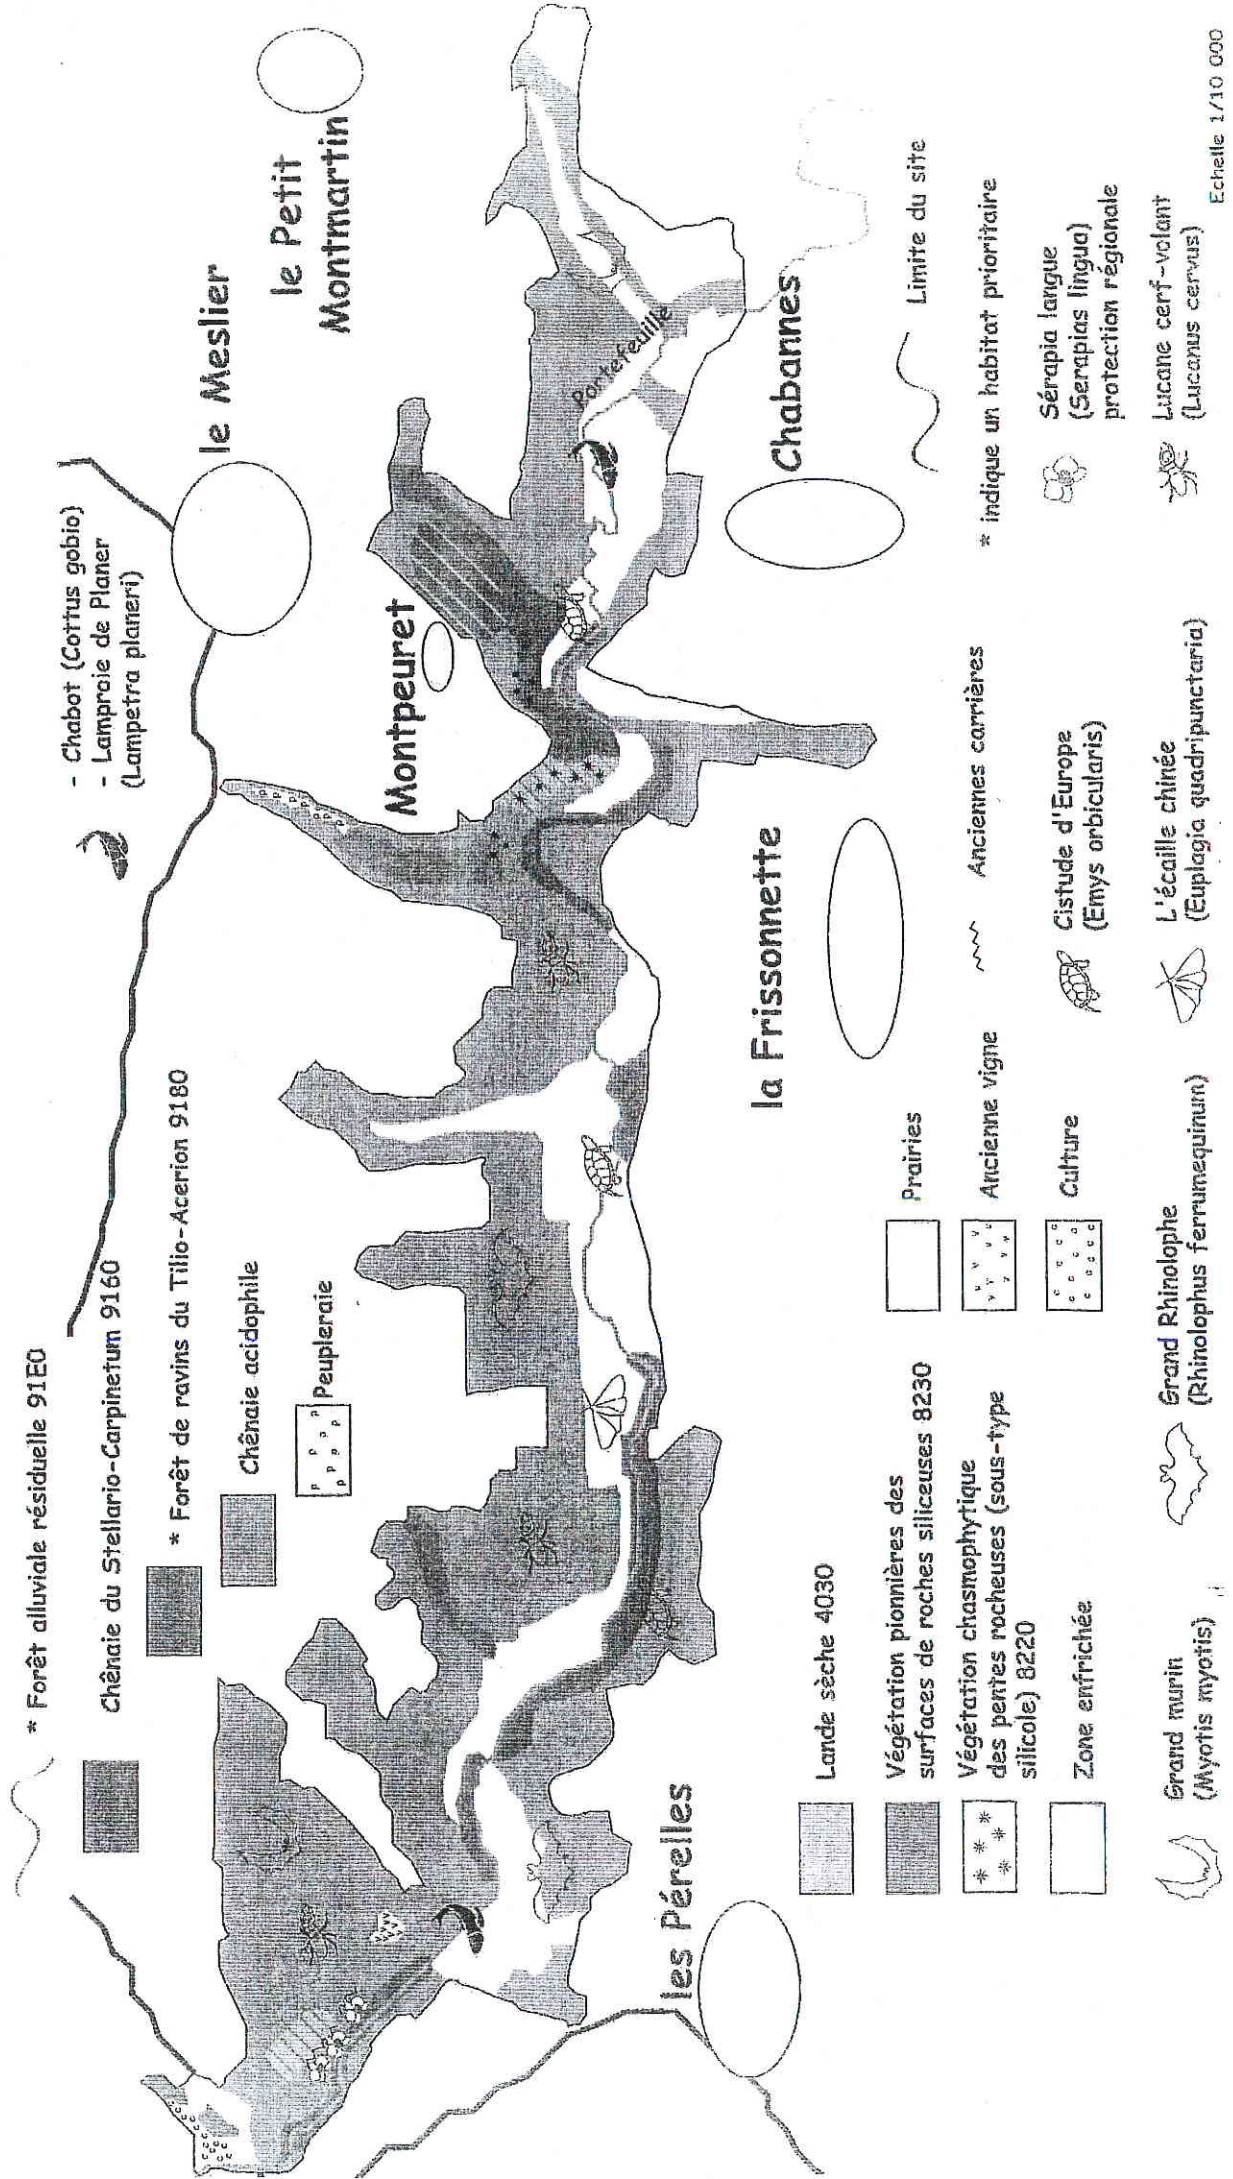 * Forêt alluviale résiduelle 91E0
Chênaie du Stellario-Carpinetum 9160
* Forêt de ravins du Tilio-Acerion 9180
Chênaie acidophile
Peupleraie
- Chabot (Cottus gobio)
- Lamproie de Planer
(Lampetra planeri)
le Meslier
le Petit
Montmartin
Montpeuret
Portefeuille
Chabannes
la Frissonnette
les Pérelles
Lande sèche 4030
Végétation pionnières des
surfaces de roches siliceuses 8230
Végétation chasmophytique
des pentes rocheuses (sous-type
silicole) 8220
Zone enfrichée
Prairies
Ancienne vigne
Culture
Anciennes carrières
Limite du site
* indique un habitat prioritaire
Cistude d'Europe
(Emys orbicularis)
Sérapia langue
(Serapias lingua)
protection régionale
Grand murin
(Myotis myotis)
Grand Rhinolophe
(Rhinolophus ferrumequinum)
L'écaille chinée
(Euplagia quadripunctaria)
Lucane cerf-volant
(Lucanus cervus)
Echelle 1/10 000